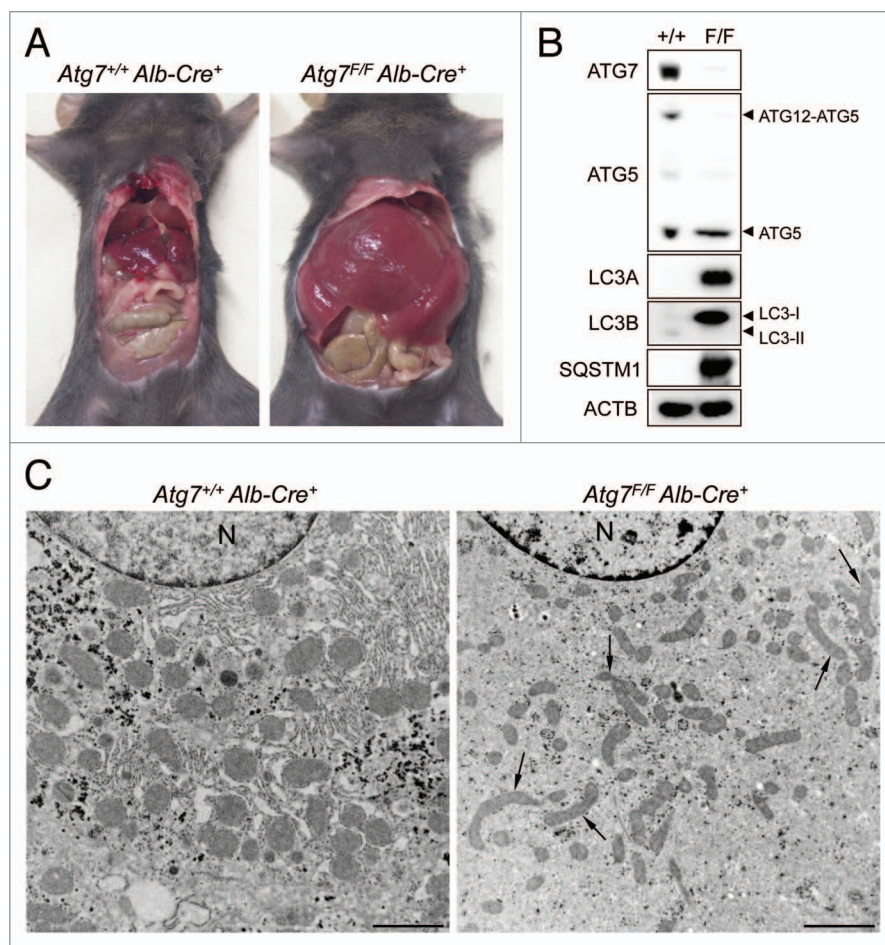 A
Atg7+/+ Alb-Cre+
Atg7F/F Alb-Cre+
B
+/+ F/F
ATG7
ATG5
ATG12-ATG5
ATG5
LC3A
LC3B
LC3-I
LC3-II
SQSTM1
ACTB
C
Atg7+/+ Alb-Cre+
Atg7F/F Alb-Cre+
N
N